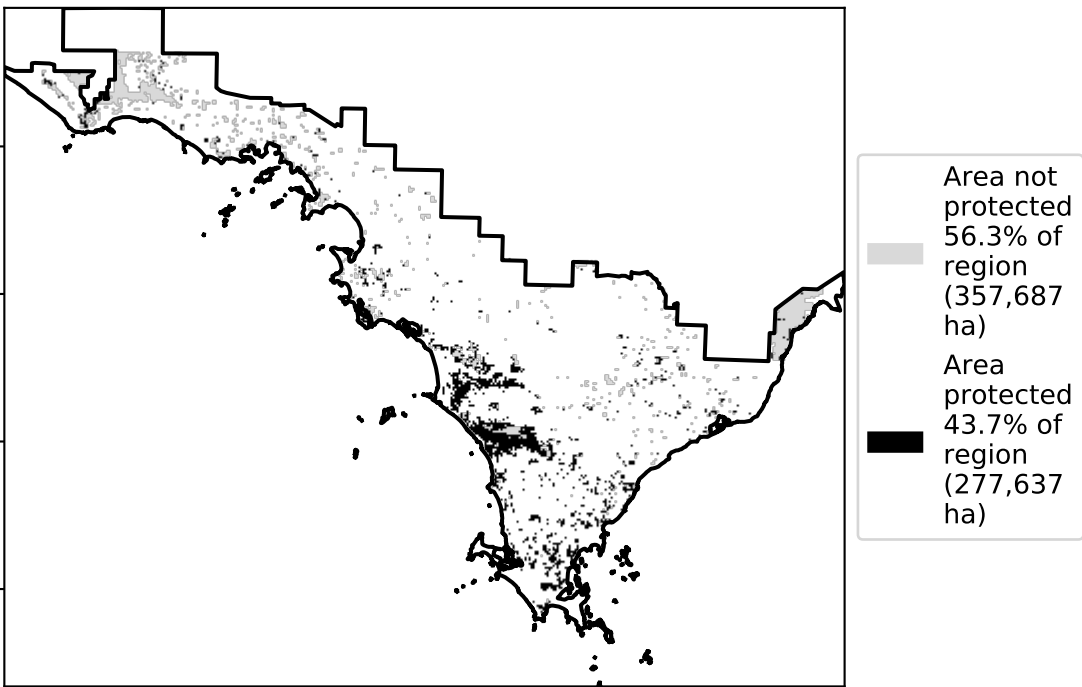 Area not
protected
56.3% of
region
(357,687
ha)
Area
protected
43.7% of
region
(277,637
ha)